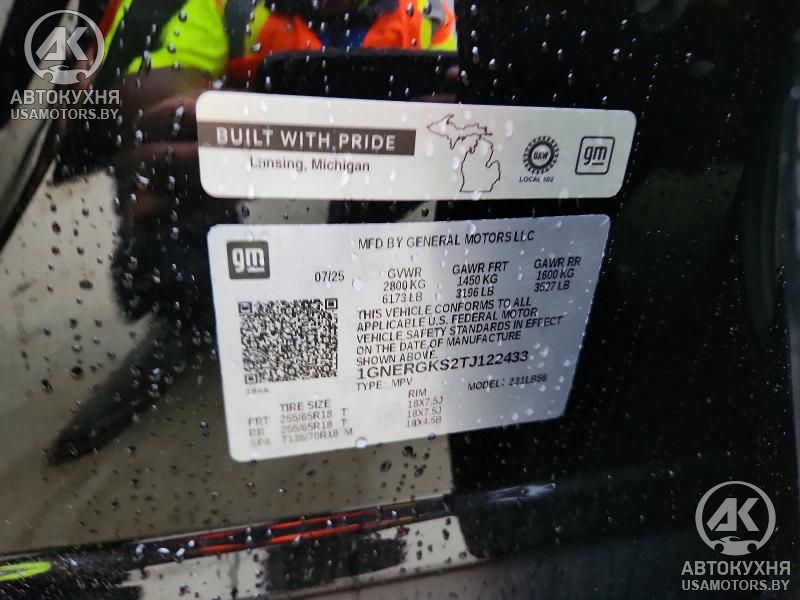 AK
АВТОКУХНЯ
USAMOTORS.BY
BUILT WITH PRIDE
Lansing, Michigan
UAW
LOCAL 602
gm
gm
MFD BY GENERAL MOTORS LLC
07/25 GVWR GAWR FRT GAWR RR
2800 KG 1450 KG 1600 KG
6173 LB 3196 LB 3527 LB
THIS VEHICLE CONFORMS TO ALL
APPLICABLE U.S. FEDERAL MOTOR
VEHICLE SAFETY STANDARDS IN EFFECT
ON THE DATE OF MANUFACTURE
SHOWN ABOVE.
1GNERGKS2TJ122433
TYPE: MPV MODEL: 231LB56
TIRE SIZE RIM
FRT 255/65R18 T 18X7.5J
RR 255/65R18 T 18X7.5J
SPA T135/70R18 M 18X4.5B
AK
АВТОКУХНЯ
USAMOTORS.BY